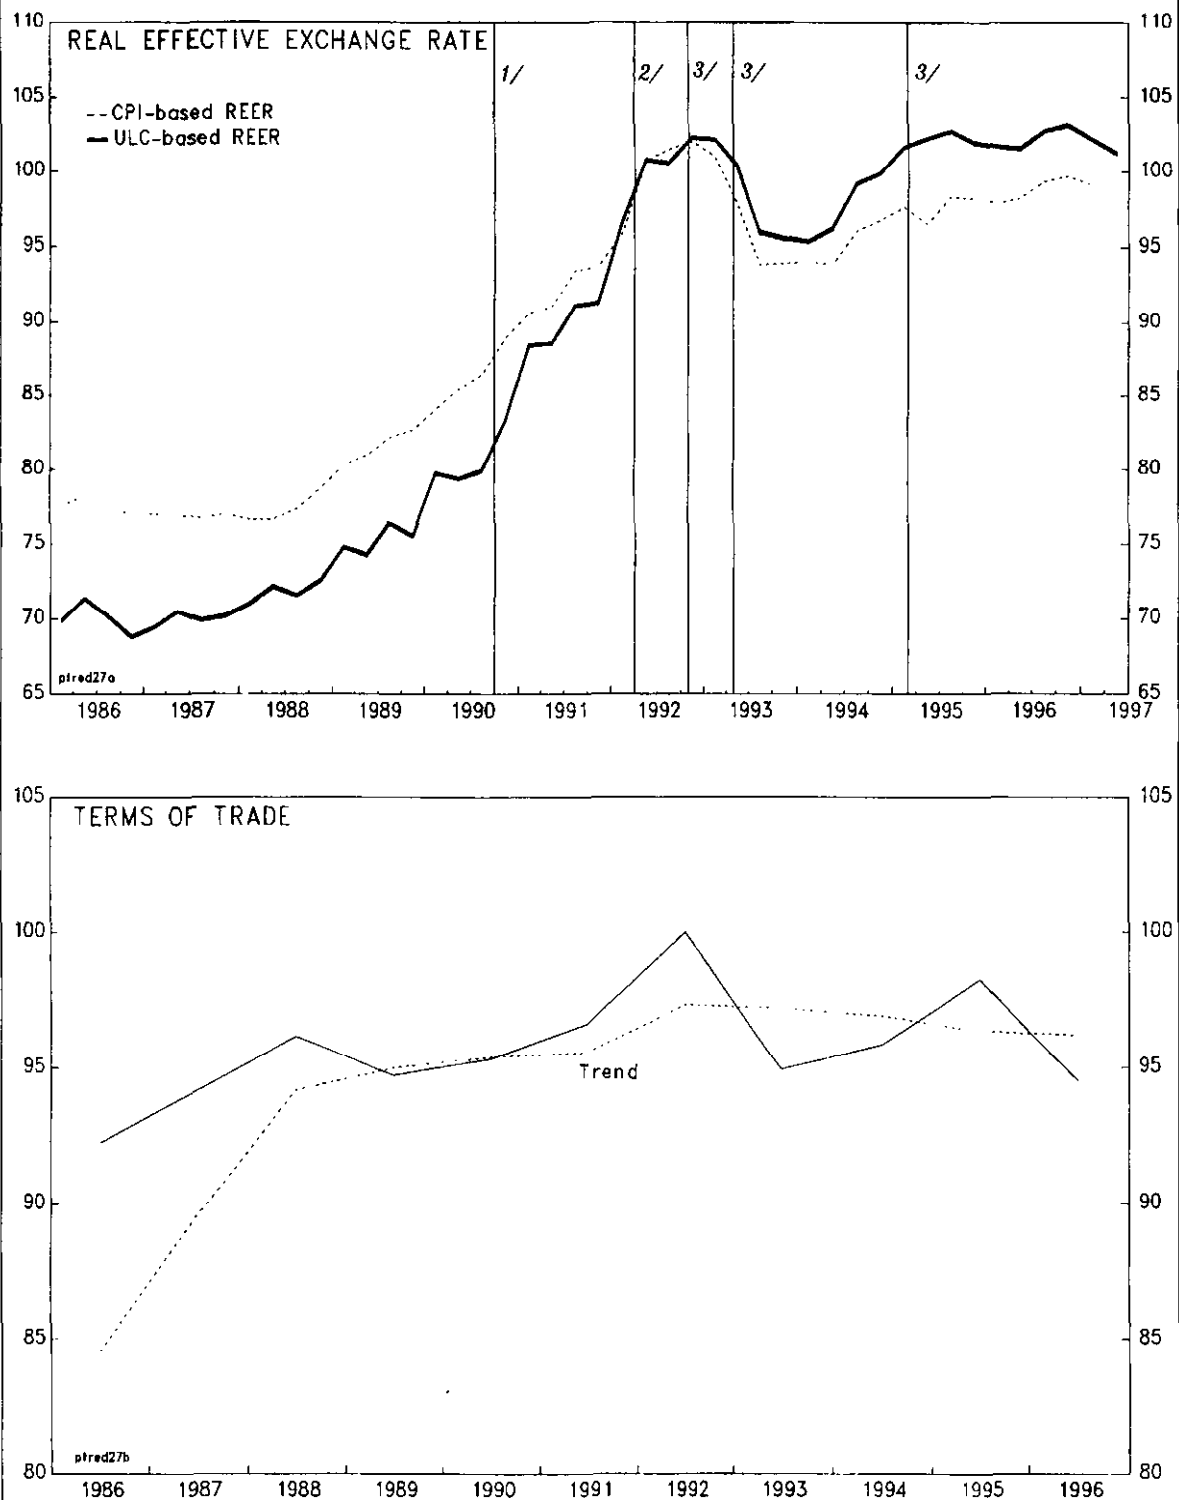 110 110
REAL EFFECTIVE EXCHANGE RATE
1/ 2/ 3/ 3/ 3/
105 105
--CPI-based REER
ULC-based REER
100 100
95 95
90 90
85 85
80 80
75 75
70 70
ptred27a
65 65
1986 1987 1988 1989 1990 1991 1992 1993 1994 1995 1996 1997
105 105
TERMS OF TRADE
100 100
95 95
Trend
90 90
85 85
ptred27b
80 80
1986 1987 1988 1989 1990 1991 1992 1993 1994 1995 1996